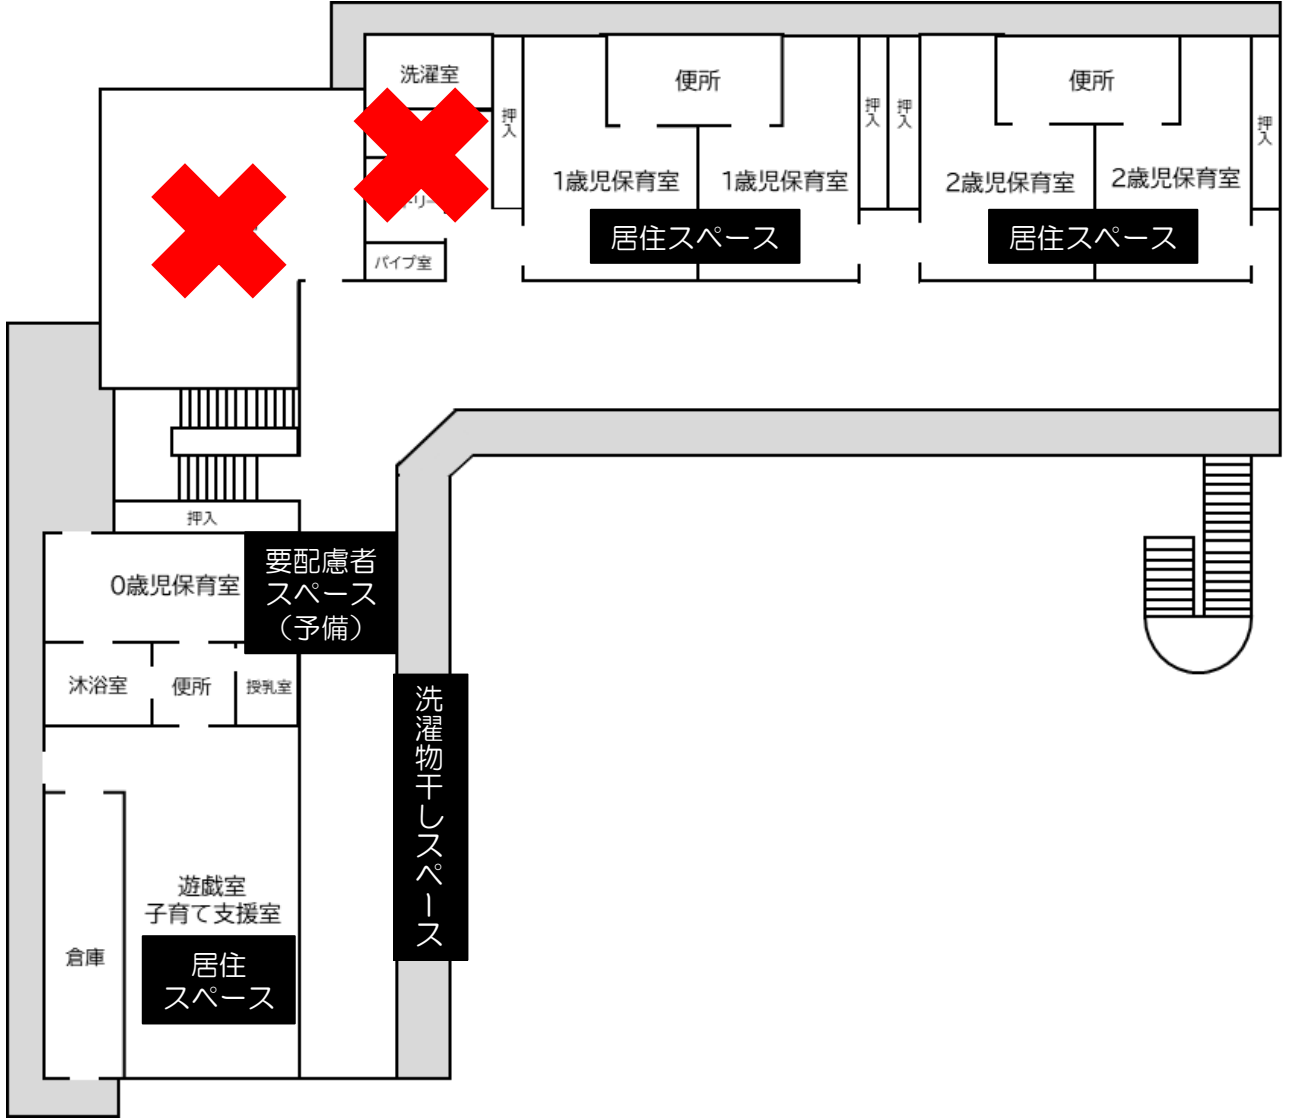 洗濯室
押入
便所
押入
押入
便所
押入
1歳児保育室
1歳児保育室
2歳児保育室
2歳児保育室
居住スペース
居住スペース
パイプ室
押入
0歳児保育室
要配慮者
スペース
（予備）
沐浴室
便所
授乳室
洗濯物干しスペース
遊戯室
子育て支援室
倉庫
居住
スペース